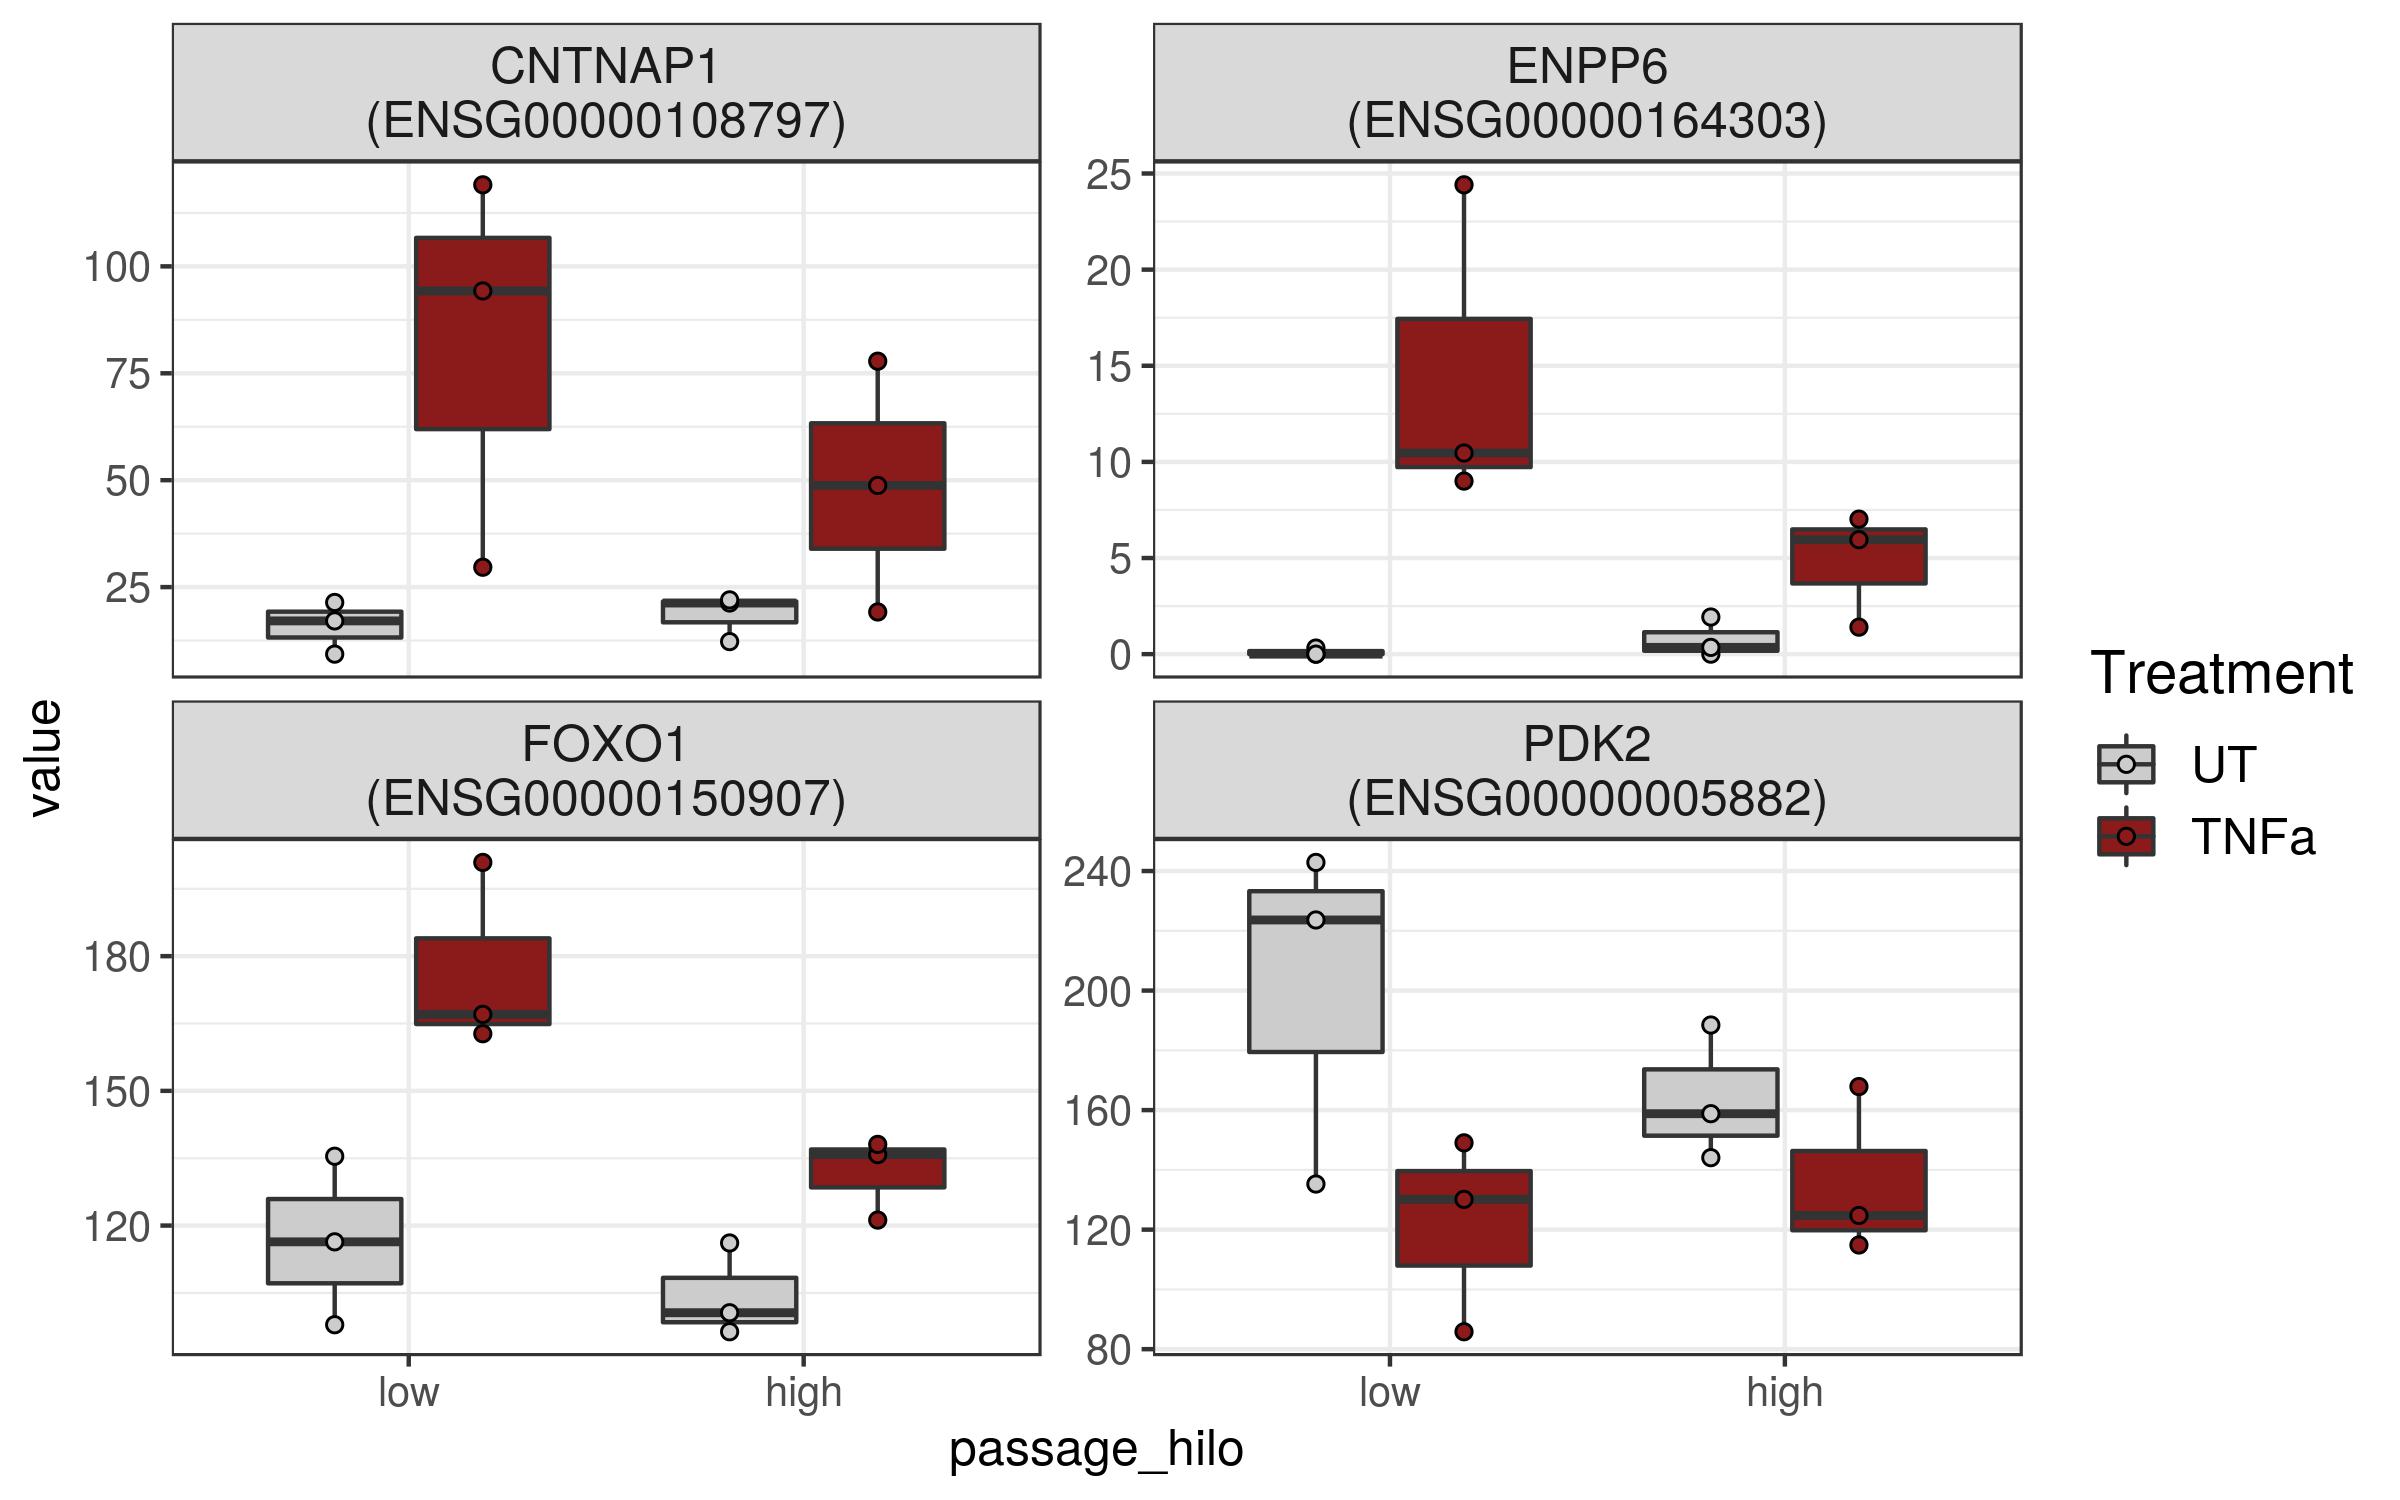 CNTNAP1
(ENSG00000108797)
ENPP6
(ENSG00000164303)
100
75
50
25
25
20
15
10
5
0
FOXO1
(ENSG00000150907)
PDK2
(ENSG00000005882)
180
150
120
240
200
160
120
80
low
high
low
high
passage_hilo
value
Treatment
UT
TNFa